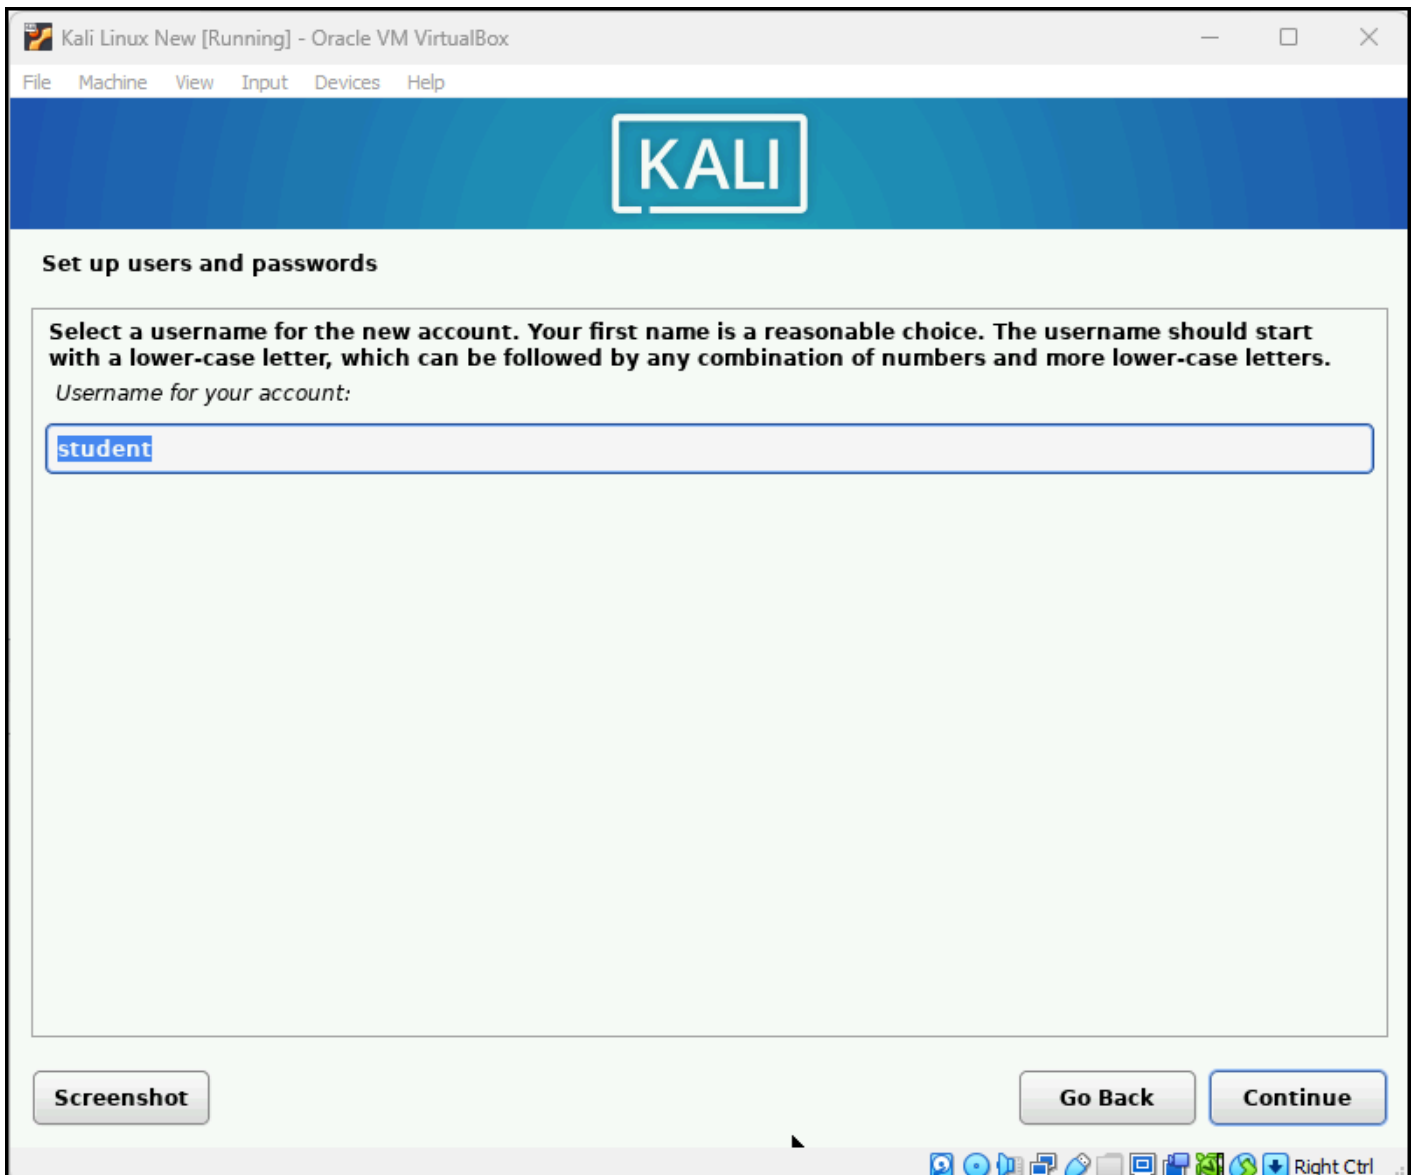 Kali Linux New [Running] - Oracle VM VirtualBox
File Machine View Input Devices Help
KALI
Set up users and passwords
Select a username for the new account. Your first name is a reasonable choice. The username should start
with a lower-case letter, which can be followed by any combination of numbers and more lower-case letters.
Username for your account:
student
Screenshot Go Back Continue
Right Ctrl